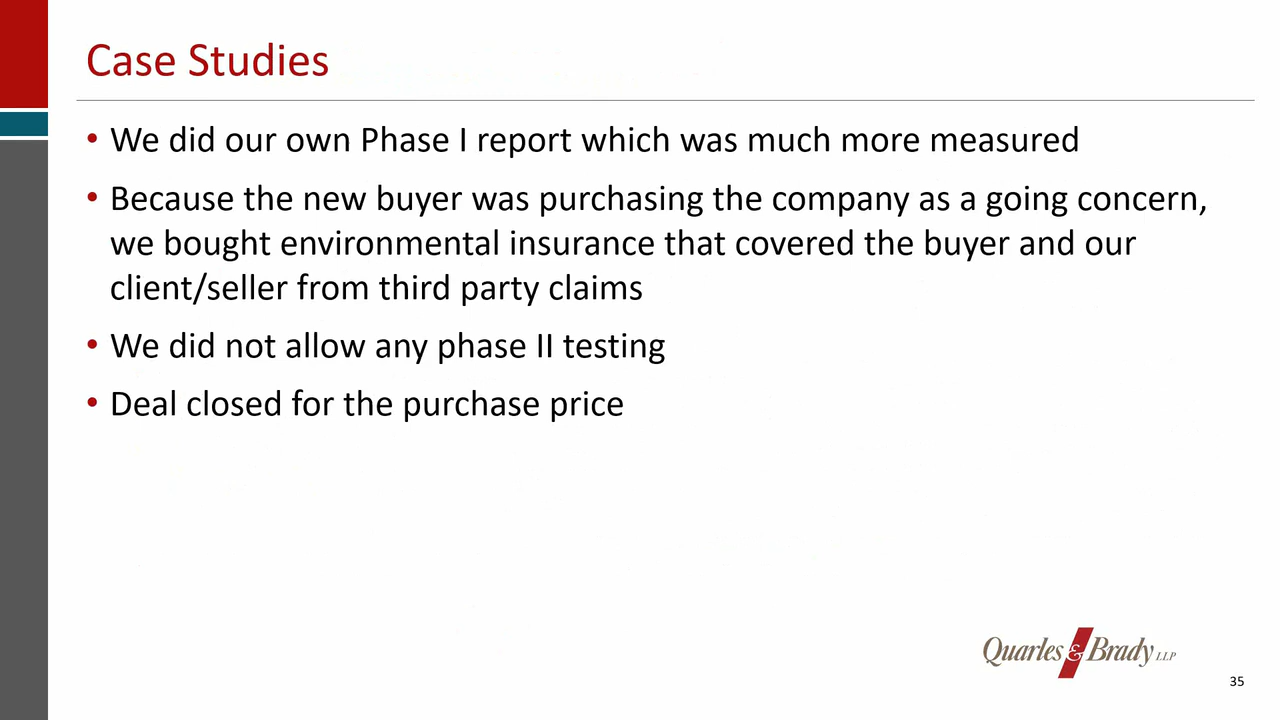 Case Studies
• We did our own Phase I report which was much more measured
• Because the new buyer was purchasing the company as a going concern,
we bought environmental insurance that covered the buyer and our
client/seller from third party claims
• We did not allow any phase II testing
• Deal closed for the purchase price
Quarles & Brady LLP
35